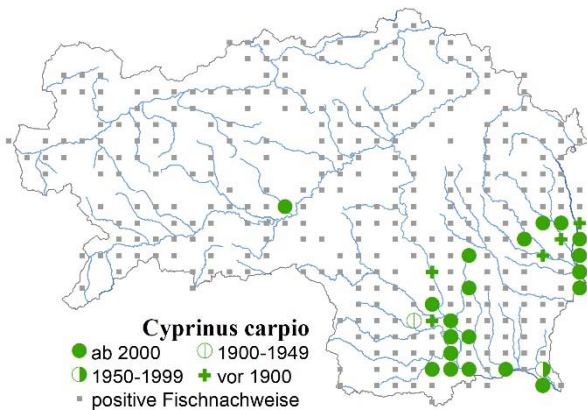 Cyprinus carpio
ab 2000 1900-1949
1950-1999 vor 1900
positive Fischnachweise